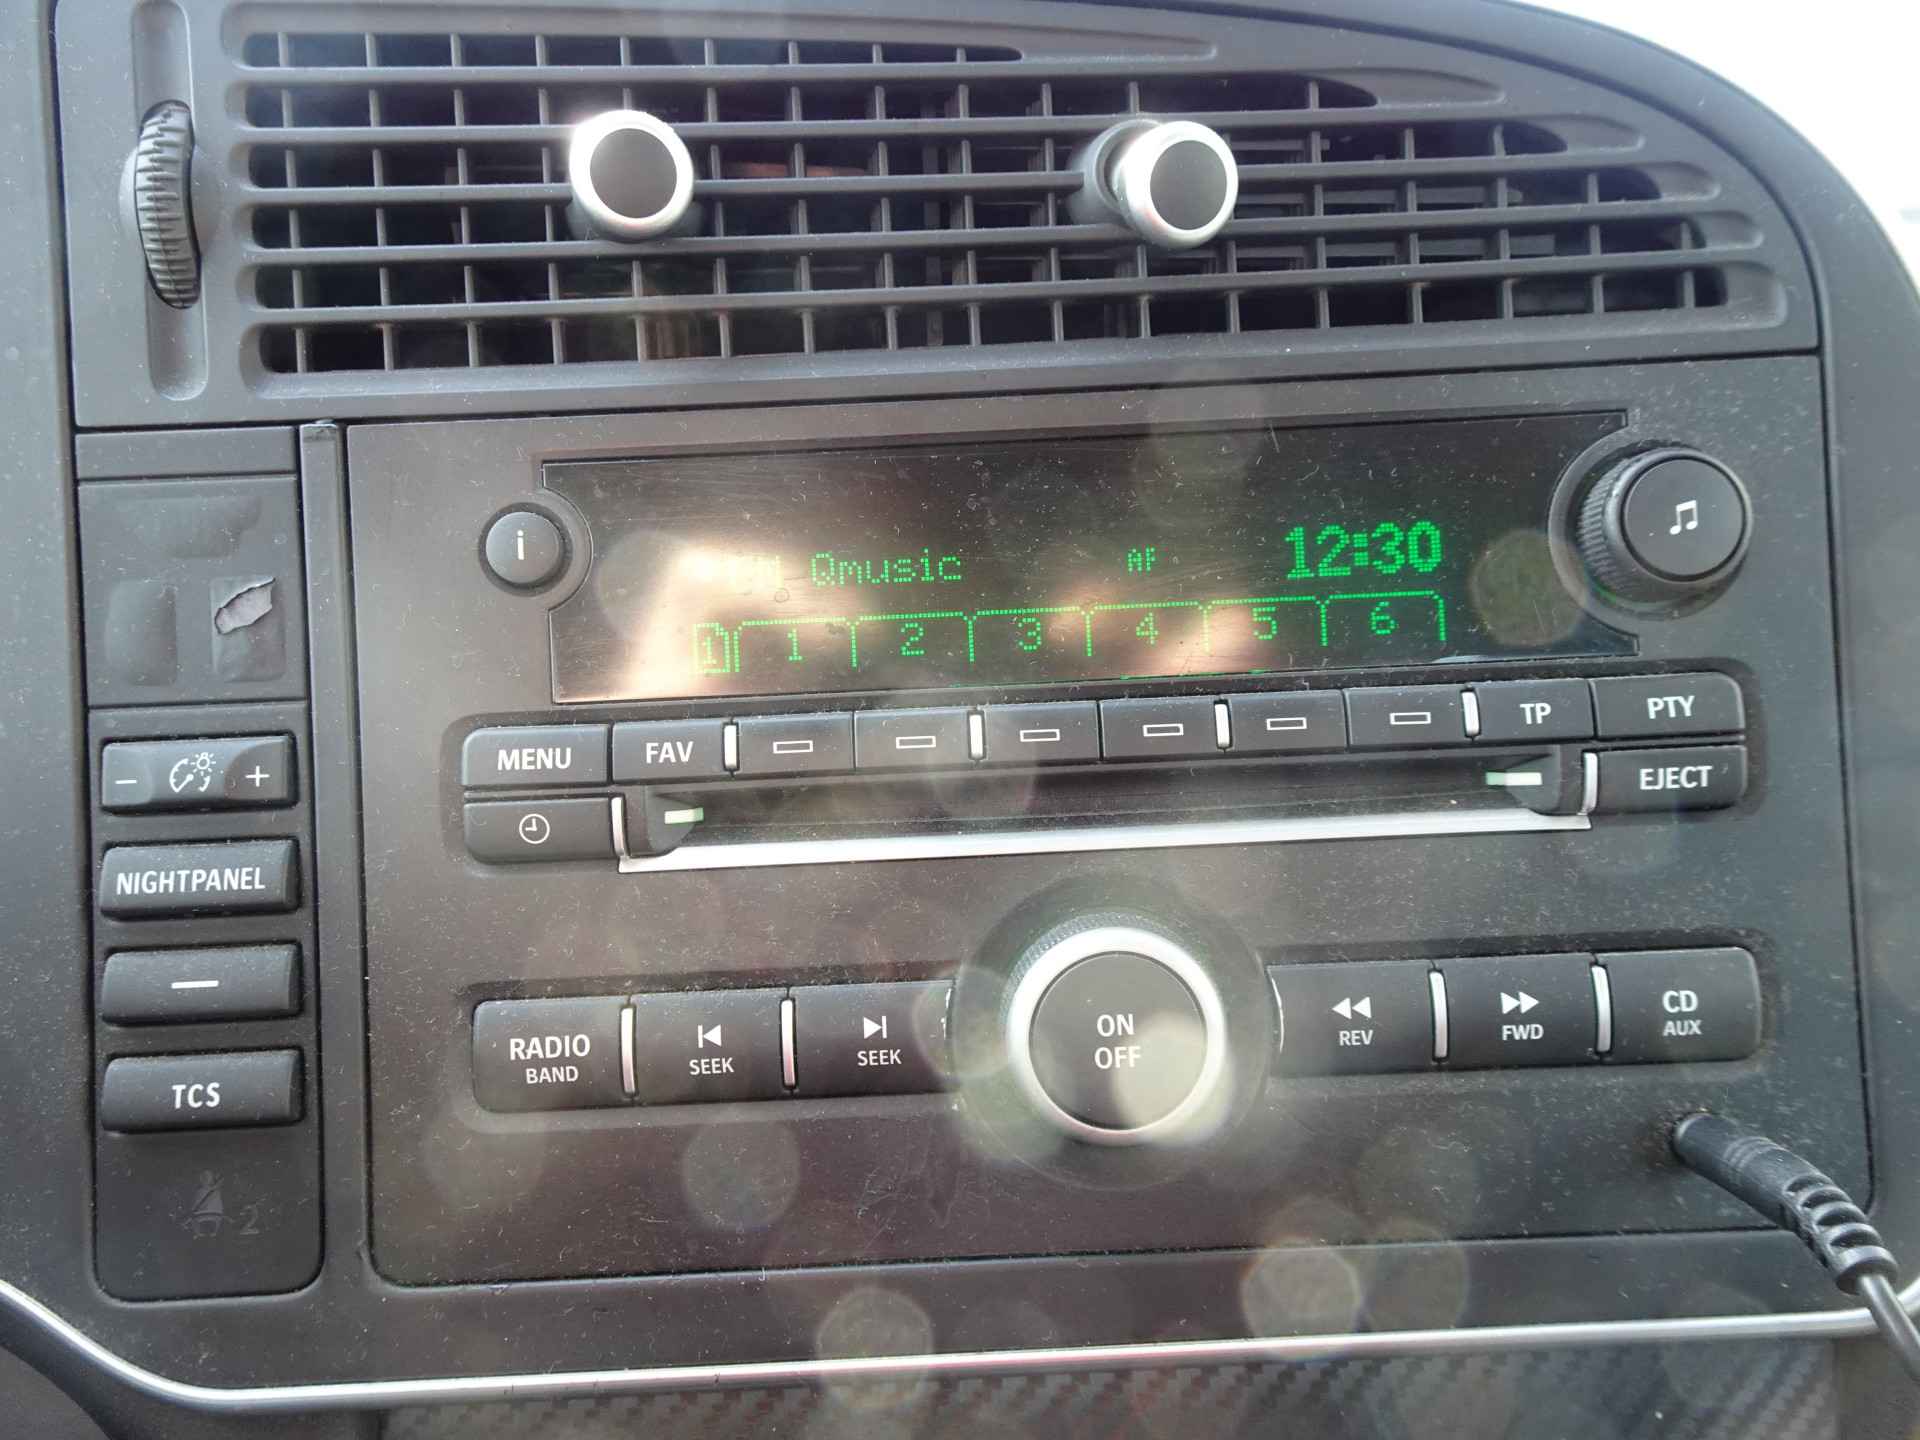 i
Qmusic AF 12:30
1 1 2 3 4 5 6
MENU FAV TP PTY
EJECT
- +
NIGHTPANEL
TCS
2
RADIO
BAND
SEEK
SEEK
ON
OFF
REV
FWD
CD
AUX